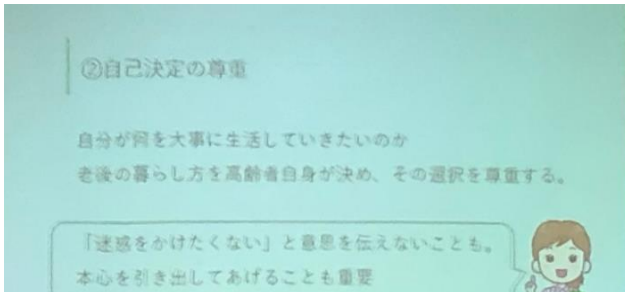 ②自己決定の尊重
自分が何を大事に生活していきたいのか
老後の暮らし方を高齢者自身が決め、その選択を尊重する。
「迷惑をかけたくない」と意思を伝えないことも。
本心を引き出してあげることも重要